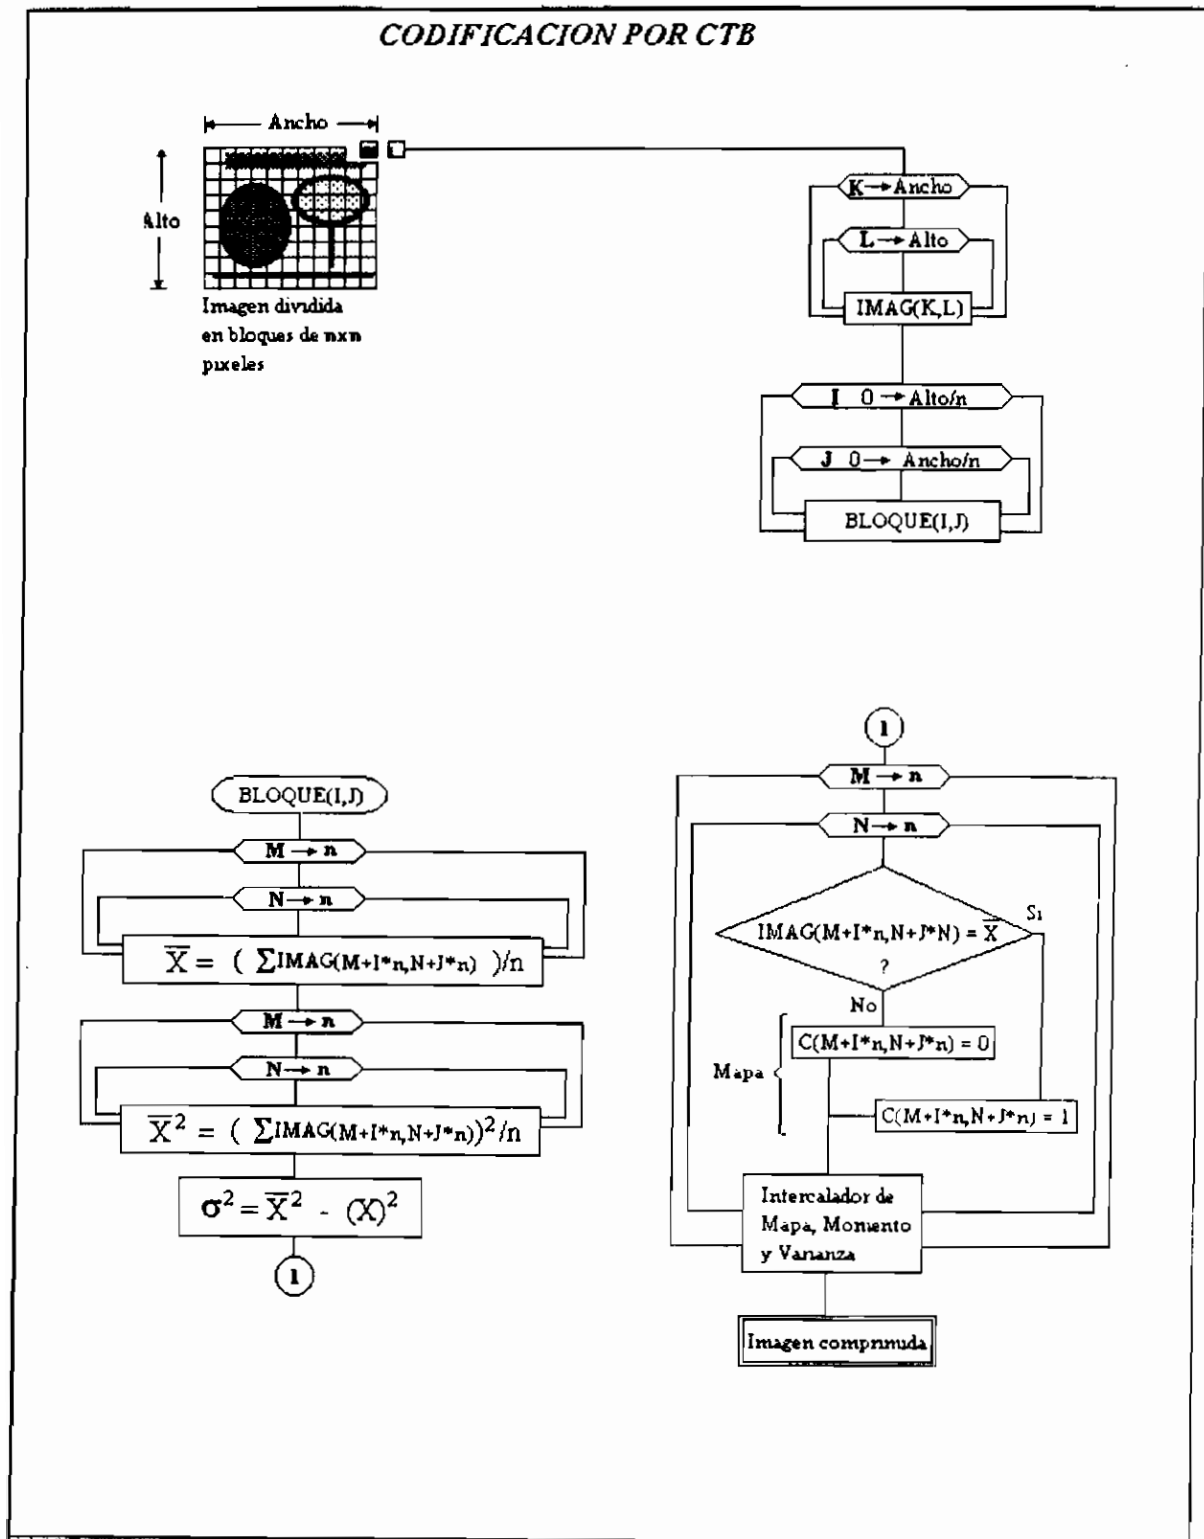 CODIFICACION POR CTB
Ancho
Alto
Imagen dividida
en bloques de nxn
pixeles
K→Ancho
L→Alto
IMAG(K,L)
I 0→Alto/n
J 0→Ancho/n
BLOQUE(I,J)
BLOQUE(I,J)
M→n
N→n
X̅ = ( ∑IMAG(M+I*n,N+J*n) )/n
M→n
N→n
X̅² = ( ∑IMAG(M+I*n,N+J*n))²/n
σ² = X̅² - (X)²
1
1
M→n
N→n
IMAG(M+I*n,N+J*N) = X̅
?
Si
No
C(M+I*n,N+J*n) = 0
Mapa
C(M+I*n,N+J*n) = 1
Intercalador de
Mapa, Momento
y Varianza
Imagen comprimida